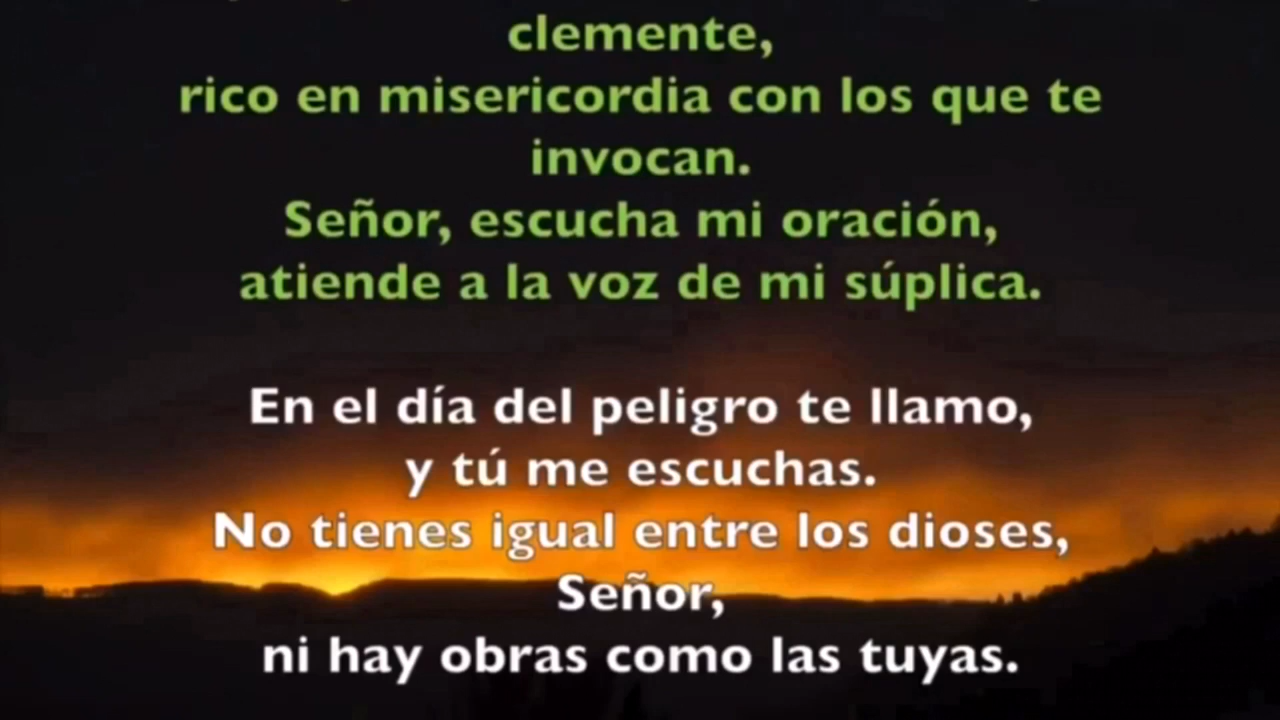 clemente,
rico en misericordia con los que te
invocan.
Señor, escucha mi oración,
atiende a la voz de mi súplica.
En el día del peligro te llamo,
y tú me escuchas.
No tienes igual entre los dioses,
Señor,
ni hay obras como las tuyas.